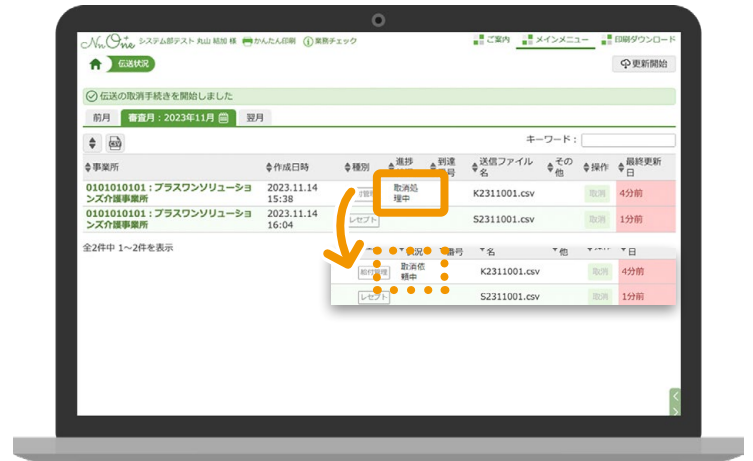 NnOne システム部テスト 丸山 結加 様 かんたん印刷 業務チェック ご案内 メインメニュー 印刷ダウンロード
伝送状況 更新開始
伝送の取消手続きを開始しました
前月 審査月：2023年11月 翌月
CSV キーワード：
事業所 作成日時 種別 進捗 到達 送信ファイル名 その他 操作 最終更新日
0101010101：プラスワンソリューションズ介護事業所 2023.11.14 15:38 取消処理中 K2311001.csv 取消 4分前
0101010101：プラスワンソリューションズ介護事業所 2023.11.14 16:04 レセプト S2311001.csv 取消 1分前
全2件中 1～2件を表示
状況 番号 名 他 日
給付管理 取消依頼中 K2311001.csv 取消 4分前
レセプト S2311001.csv 取消 1分前